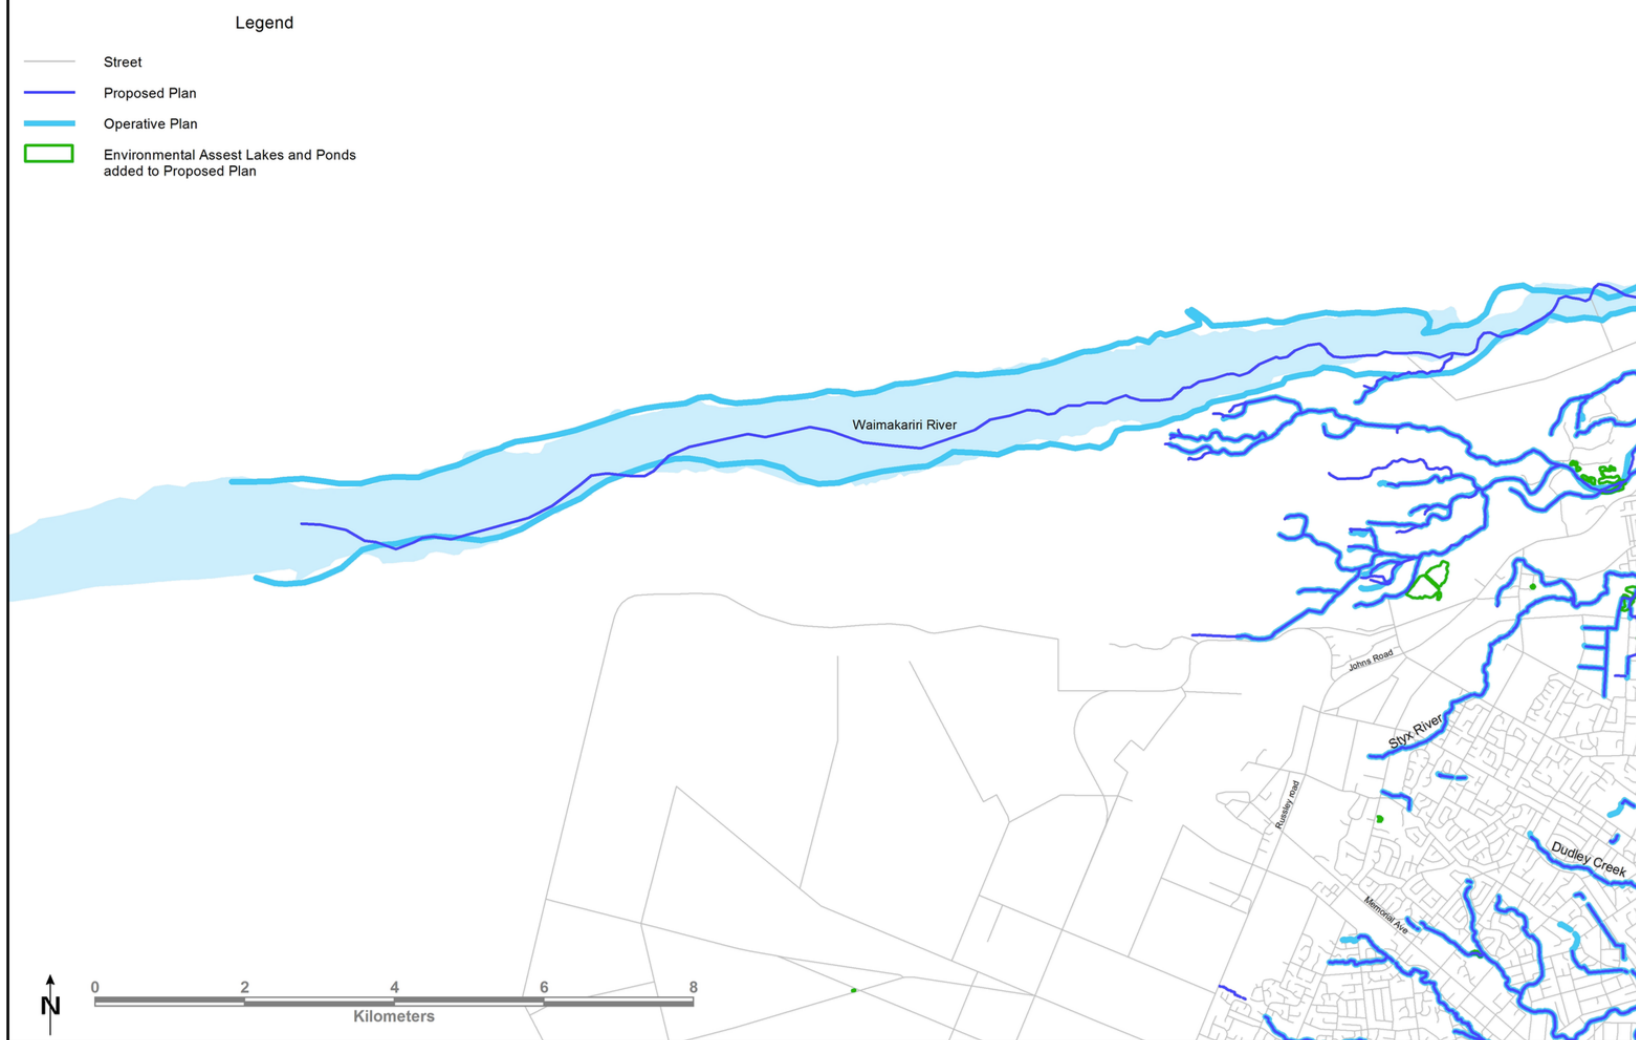 Legend
Street
Proposed Plan
Operative Plan
Environmental Assest Lakes and Ponds
added to Proposed Plan
Waimakariri River
Johns Road
Styx River
Russley road
Dudley Creek
Memorial Ave
N
0 2 4 6 8
Kilometers